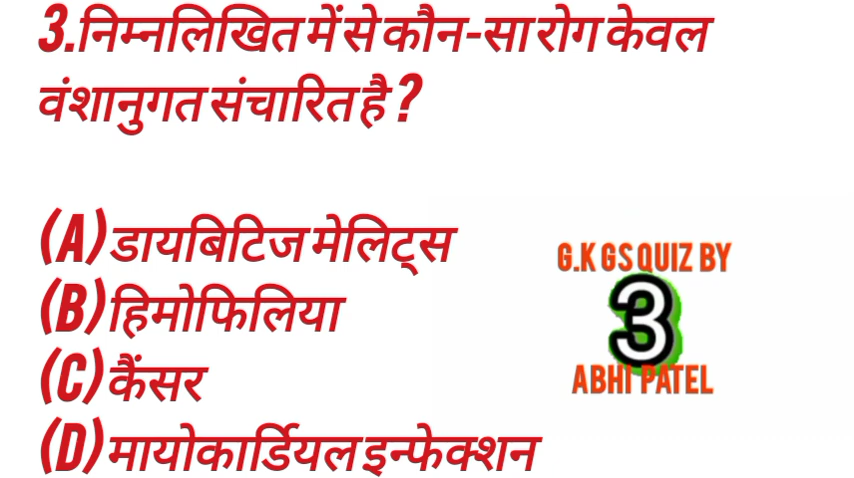 3.निम्नलिखित में से कौन-सा रोग केवल
वंशानुगत संचारित है ?
(A) डायबिटिज मेलिट्स
(B) हिमोफिलिया
(C) कैंसर
(D) मायोकार्डियल इन्फेक्शन
G.K GS QUIZ BY
3
ABHI PATEL